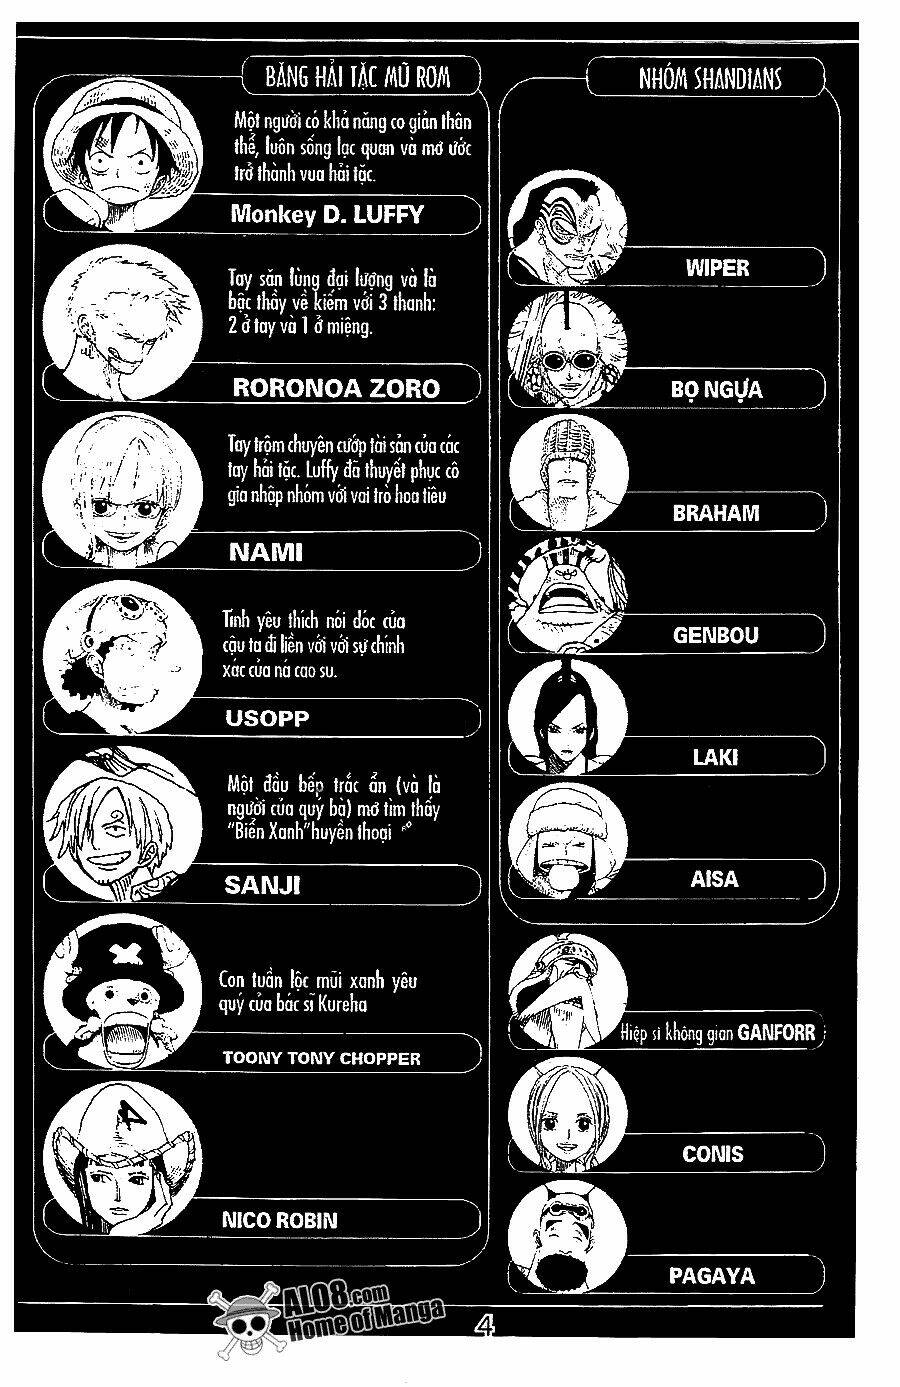 BĂNG HẢI TẶC MŨ RƠM
Một người có khả năng co giãn thân
thể, luôn sống lạc quan và mơ ước
trở thành vua hải tặc.
Monkey D. LUFFY
Tay săn lùng đại lượng và là
bậc thầy về kiếm với 3 thanh:
2 ở tay và 1 ở miệng.
RORONOA ZORO
Tay trộm chuyên cướp tài sản của các
tay hải tặc. Luffy đã thuyết phục cô
gia nhập nhóm với vai trò hoa tiêu
NAMI
Tính yêu thích nói dóc của
cậu ta đi liền với với sự chính
xác của ná cao su.
USOPP
Một đầu bếp trắc ẩn (và là
người của quý bà) mơ tìm thấy
"Biển Xanh"huyền thoại
SANJI
Con tuần lộc mũi xanh yêu
quý của bác sĩ Kureha
TOONY TONY CHOPPER
NICO ROBIN
NHÓM SHANDIANS
WIPER
BỌ NGỰA
BRAHAM
GENBOU
LAKI
AISA
Hiệp sĩ không gian GANFORR
CONIS
PAGAYA
AL08.com
Home of Manga
4